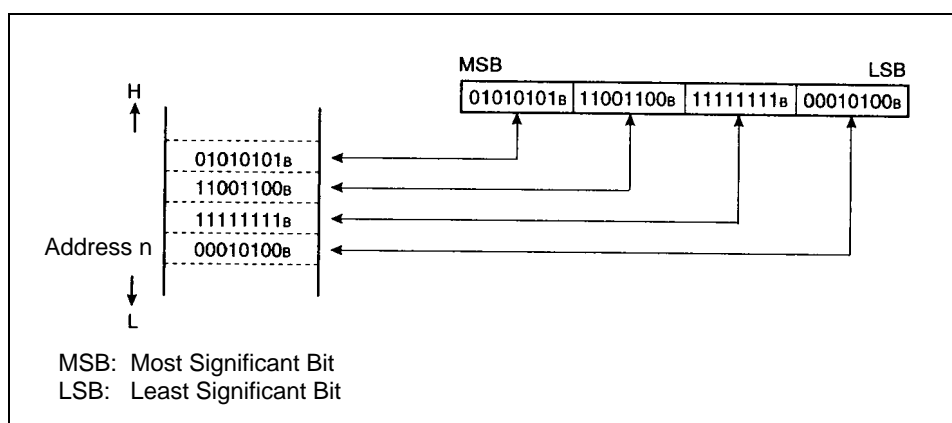 MSB LSB
01010101B 11001100B 11111111B 00010100B
H
01010101B
11001100B
11111111B
Address n 00010100B
L
MSB: Most Significant Bit
LSB: Least Significant Bit